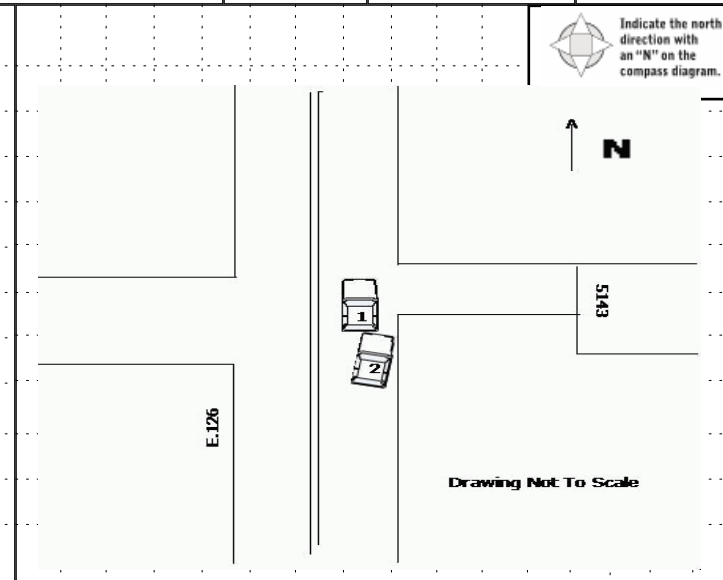 Indicate the north
direction with
an "N" on the
compass diagram.
N
5143
1
2
E.126
Drawing Not To Scale